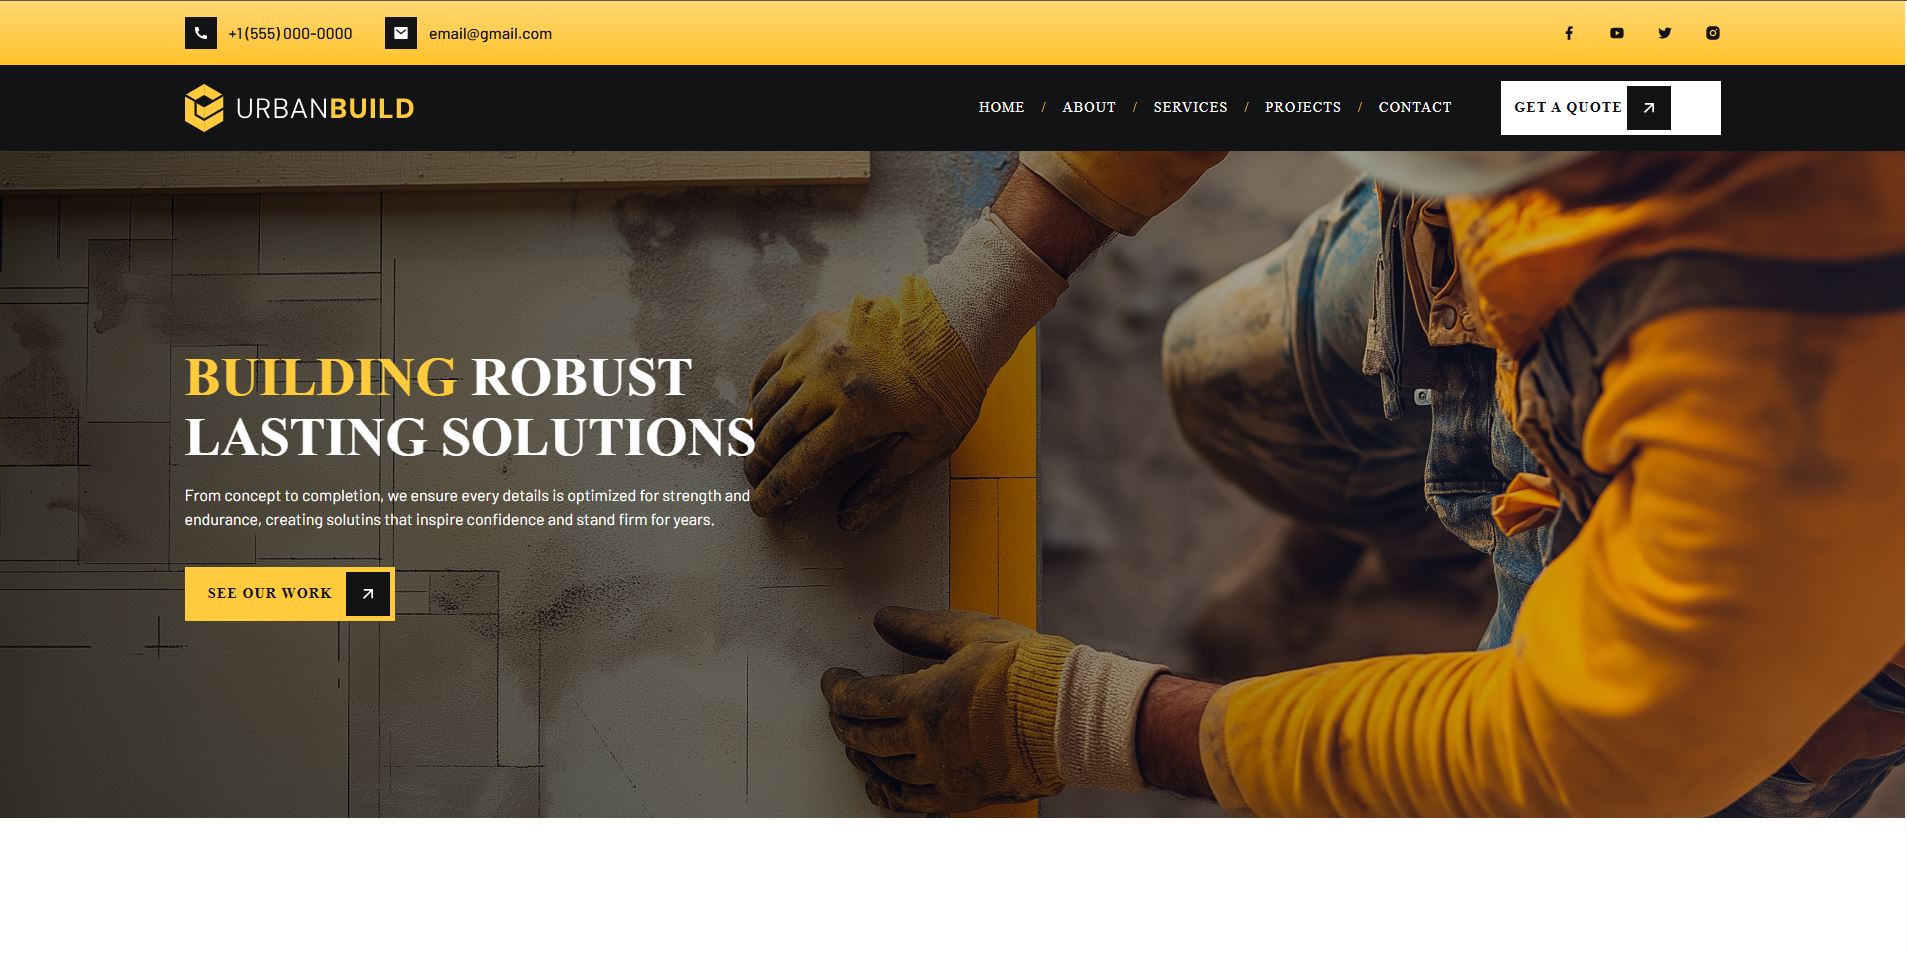 +1 (555) 000-0000
email@gmail.com
URBANBUILD
HOME / ABOUT / SERVICES / PROJECTS / CONTACT
GET A QUOTE
BUILDING ROBUST
LASTING SOLUTIONS
From concept to completion, we ensure every details is optimized for strength and
endurance, creating solutins that inspire confidence and stand firm for years.
SEE OUR WORK